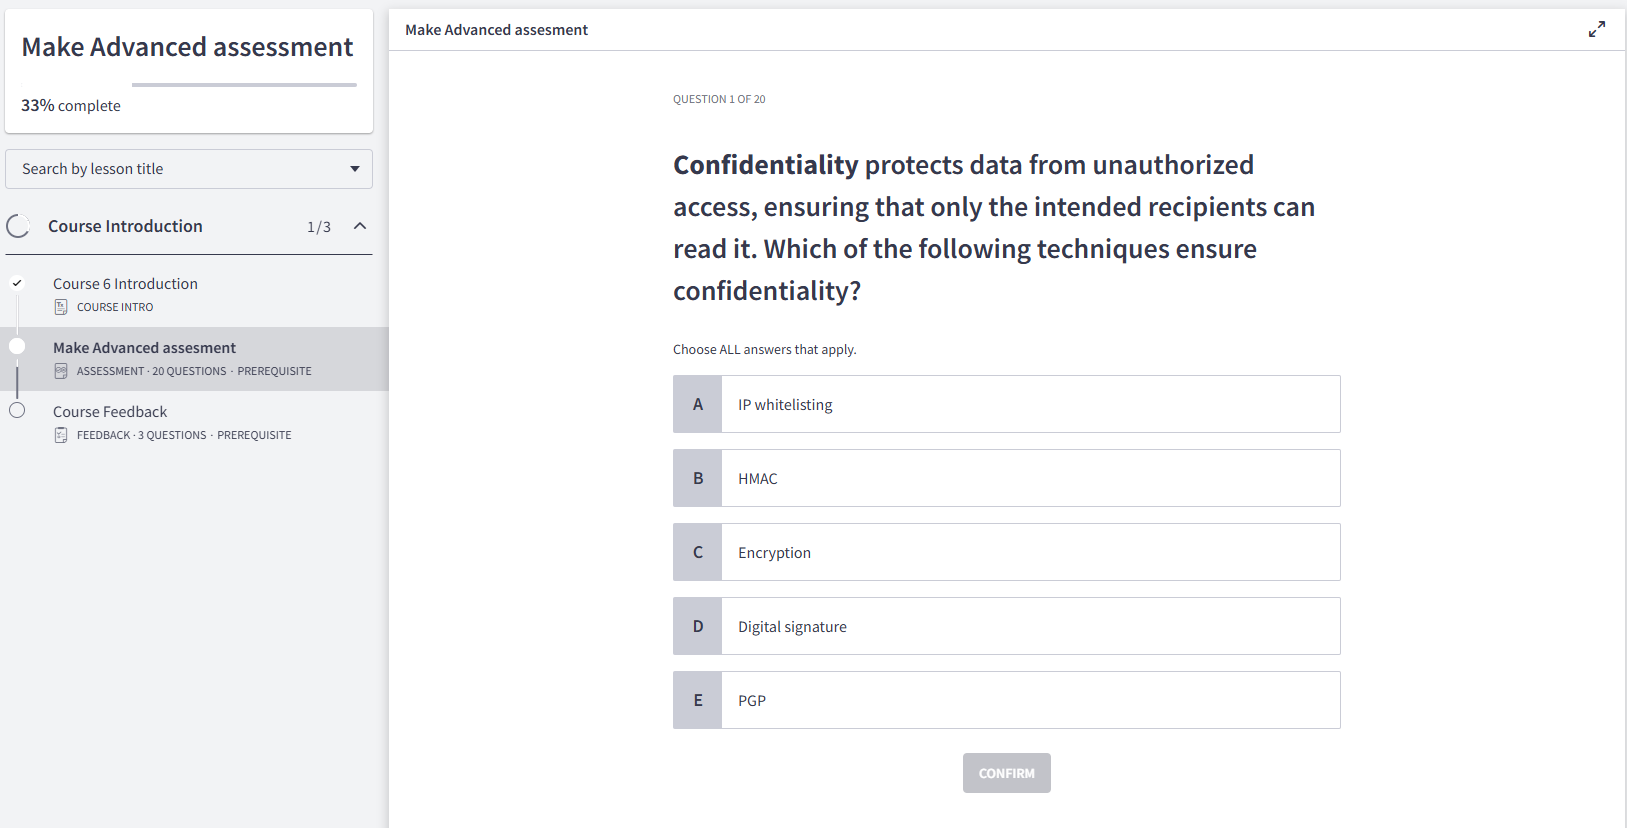 Make Advanced assessment
33% complete
Search by lesson title
Course Introduction 1/3
Course 6 Introduction
COURSE INTRO
Make Advanced assesment
ASSESSMENT · 20 QUESTIONS · PREREQUISITE
Course Feedback
FEEDBACK · 3 QUESTIONS · PREREQUISITE
Make Advanced assesment
QUESTION 1 OF 20
Confidentiality protects data from unauthorized
access, ensuring that only the intended recipients can
read it. Which of the following techniques ensure
confidentiality?
Choose ALL answers that apply.
A IP whitelisting
B HMAC
C Encryption
D Digital signature
E PGP
CONFIRM